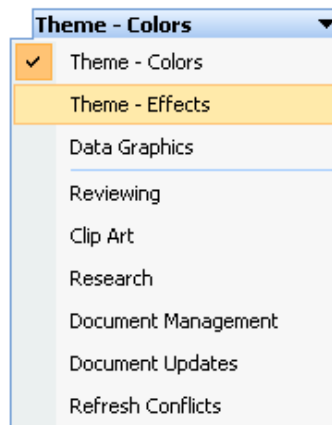 Theme - Colors
Theme - Colors
Theme - Effects
Data Graphics
Reviewing
Clip Art
Research
Document Management
Document Updates
Refresh Conflicts